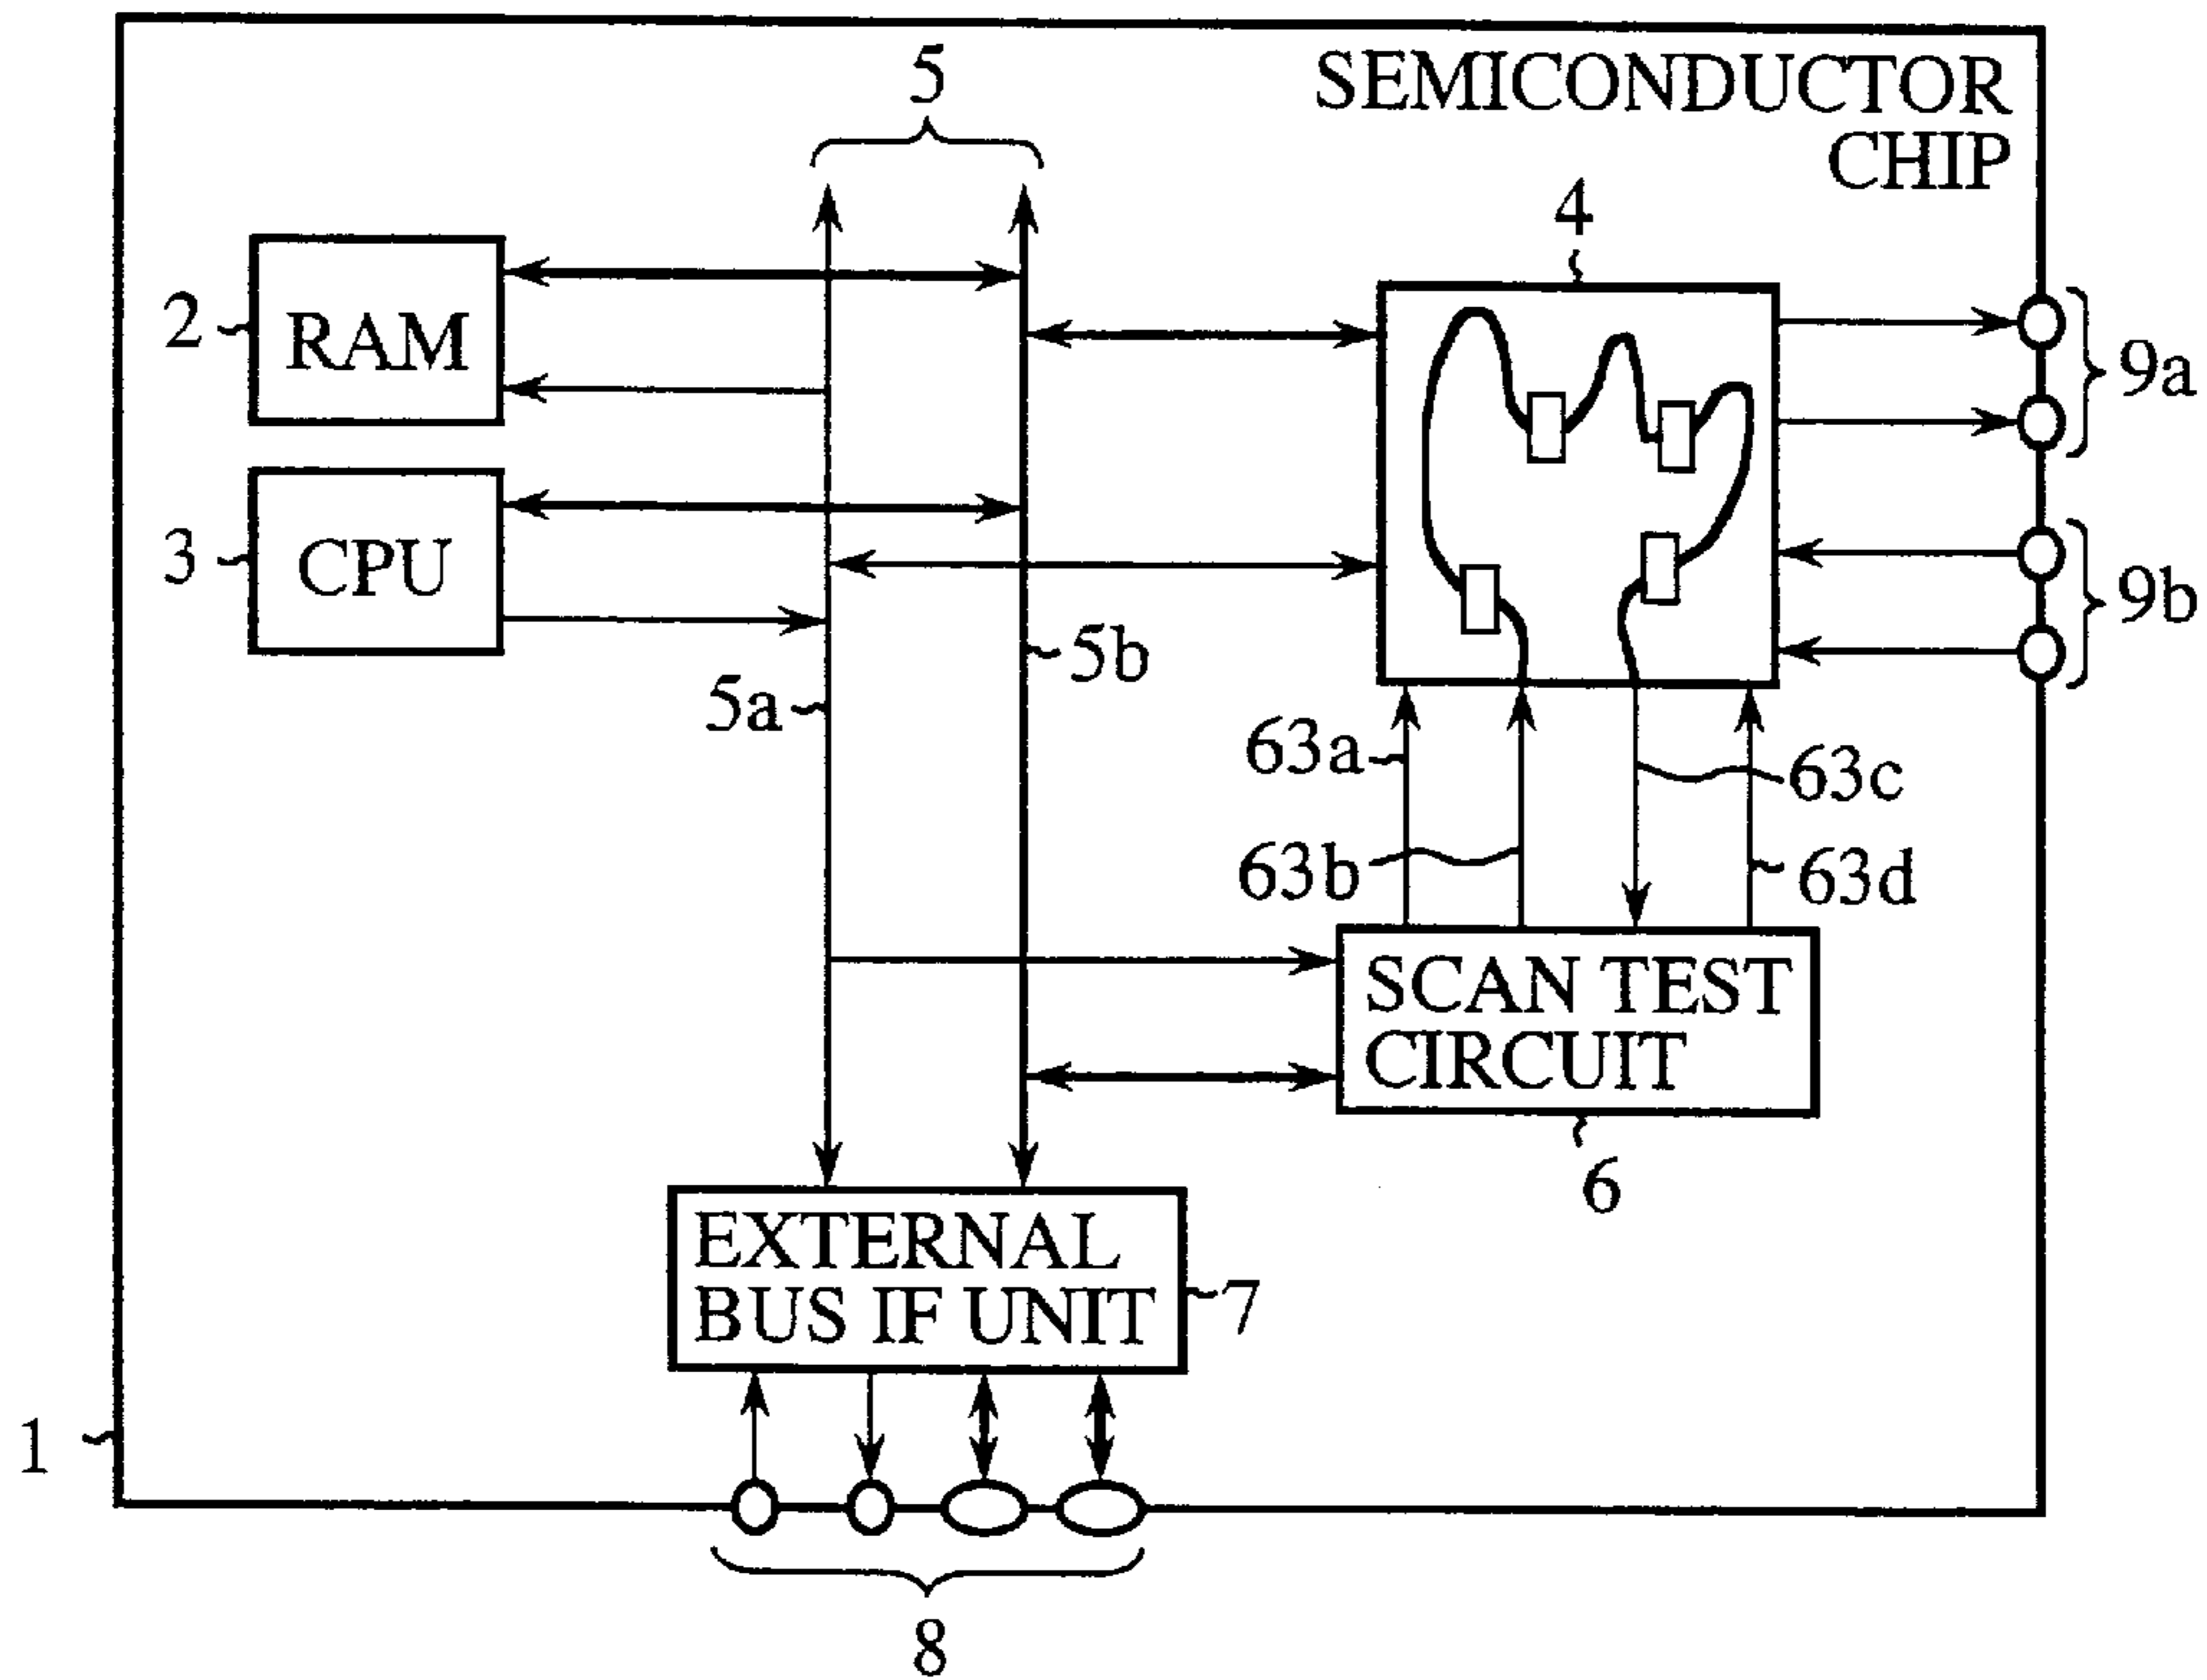 SEMICONDUCTOR
CHIP
5
4
2
RAM
9a
3
CPU
9b
5b
5a
63a
63c
63b
63d
SCAN TEST
CIRCUIT
6
EXTERNAL
BUS IF UNIT
7
1
8